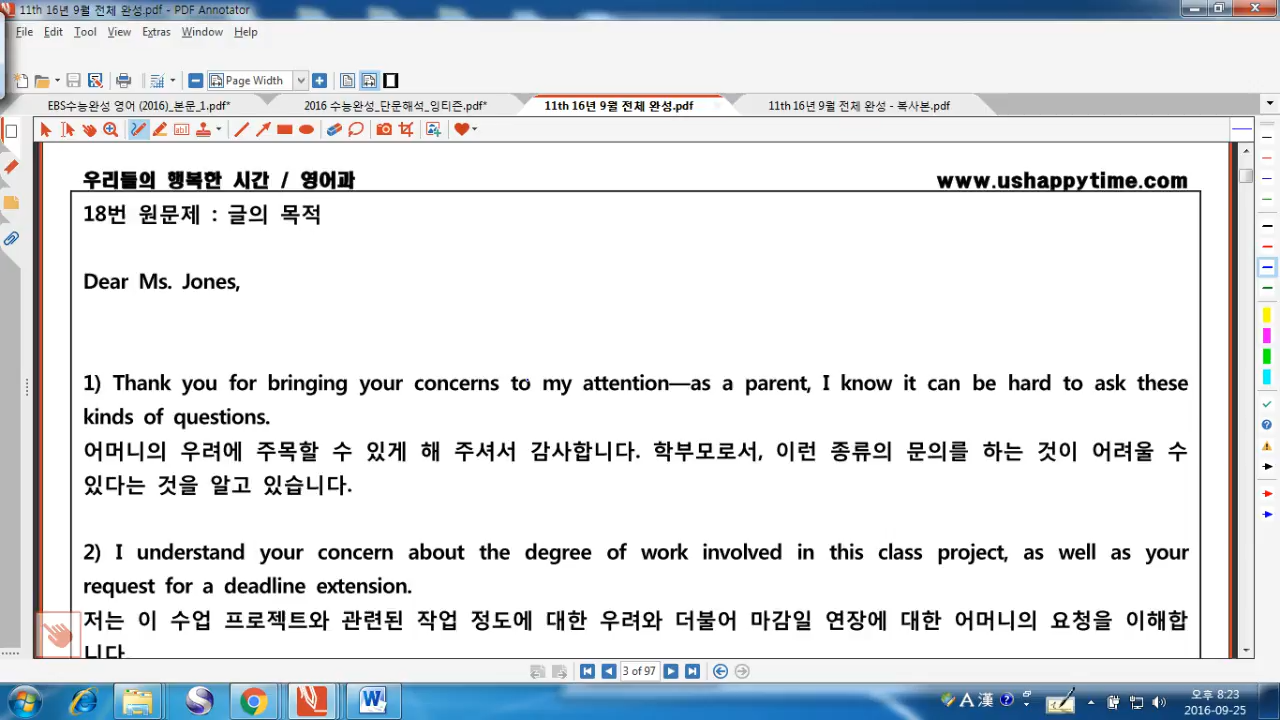 11th 16년 9월 전체 완성.pdf - PDF Annotator
File Edit Tool View Extras Window Help
Page Width
EBS수능완성 영어 (2016)_본문_1.pdf* 2016 수능완성_단문해석_잉티즌.pdf* 11th 16년 9월 전체 완성.pdf 11th 16년 9월 전체 완성 - 복사본.pdf
우리들의 행복한 시간 / 영어과 www.ushappytime.com
18번 원문제 : 글의 목적
Dear Ms. Jones,
1) Thank you for bringing your concerns to my attention—as a parent, I know it can be hard to ask these
kinds of questions.
어머니의 우려에 주목할 수 있게 해 주셔서 감사합니다. 학부모로서, 이런 종류의 문의를 하는 것이 어려울 수
있다는 것을 알고 있습니다.
2) I understand your concern about the degree of work involved in this class project, as well as your
request for a deadline extension.
저는 이 수업 프로젝트와 관련된 작업 정도에 대한 우려와 더불어 마감일 연장에 대한 어머니의 요청을 이해합
니다
3 of 97
A 漢
오후 8:23
2016-09-25